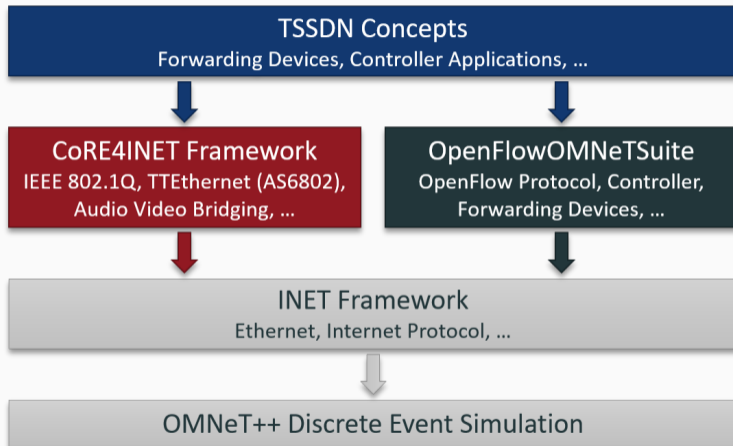 TSSDN Concepts
Forwarding Devices, Controller Applications, ...
CoRE4INET Framework
IEEE 802.1Q, TTEthernet (AS6802),
Audio Video Bridging, ...
OpenFlowOMNeTSuite
OpenFlow Protocol, Controller,
Forwarding Devices, ...
INET Framework
Ethernet, Internet Protocol, ...
OMNeT++ Discrete Event Simulation